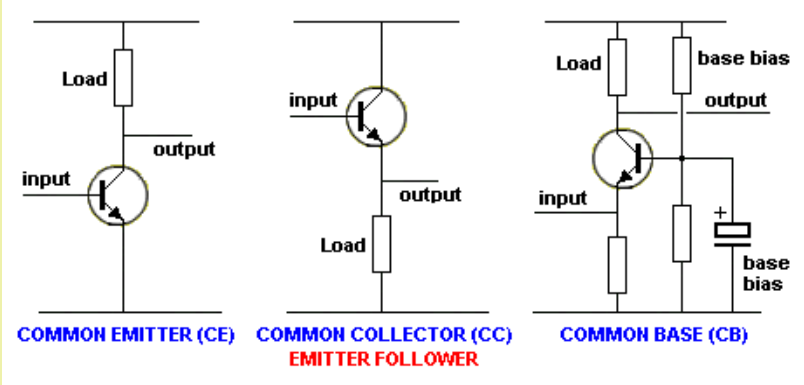 Load
output
input
COMMON EMITTER (CE)
input
output
Load
COMMON COLLECTOR (CC)
EMITTER FOLLOWER
Load
base bias
output
input
+
base
bias
COMMON BASE (CB)